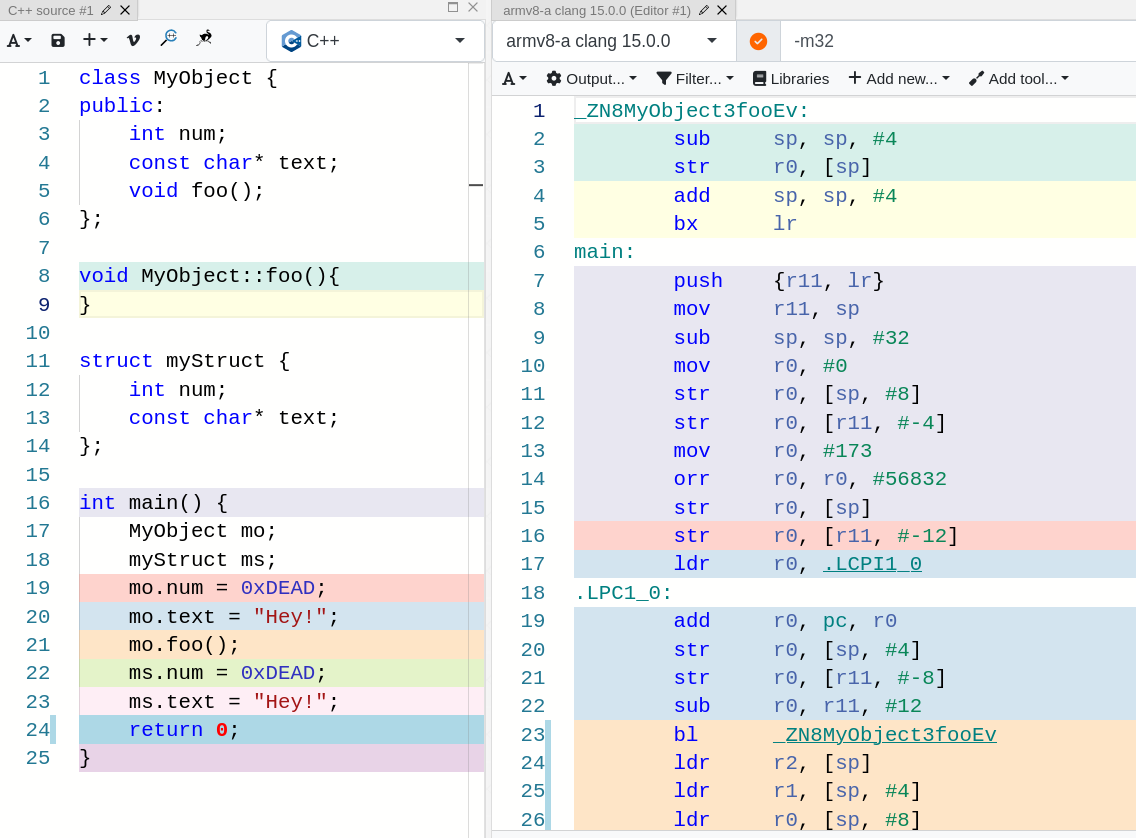 C++ source #1
A
C++
1 class MyObject {
2 public:
3     int num;
4     const char* text;
5     void foo();
6 };
7
8 void MyObject::foo(){
9 }
10
11 struct myStruct {
12     int num;
13     const char* text;
14 };
15
16 int main() {
17     MyObject mo;
18     myStruct ms;
19     mo.num = 0xDEAD;
20     mo.text = "Hey!";
21     mo.foo();
22     ms.num = 0xDEAD;
23     ms.text = "Hey!";
24     return 0;
25 }
armv8-a clang 15.0.0 (Editor #1)
armv8-a clang 15.0.0 -m32
A Output... Filter... Libraries + Add new... Add tool...
1 _ZN8MyObject3fooEv:
2         sub     sp, sp, #4
3         str     r0, [sp]
4         add     sp, sp, #4
5         bx      lr
6 main:
7         push    {r11, lr}
8         mov     r11, sp
9         sub     sp, sp, #32
10         mov     r0, #0
11         str     r0, [sp, #8]
12         str     r0, [r11, #-4]
13         mov     r0, #173
14         orr     r0, r0, #56832
15         str     r0, [sp]
16         str     r0, [r11, #-12]
17         ldr     r0, .LCPI1_0
18 .LPC1_0:
19         add     r0, pc, r0
20         str     r0, [sp, #4]
21         str     r0, [r11, #-8]
22         sub     r0, r11, #12
23         bl      _ZN8MyObject3fooEv
24         ldr     r2, [sp]
25         ldr     r1, [sp, #4]
26         ldr     r0, [sp, #8]